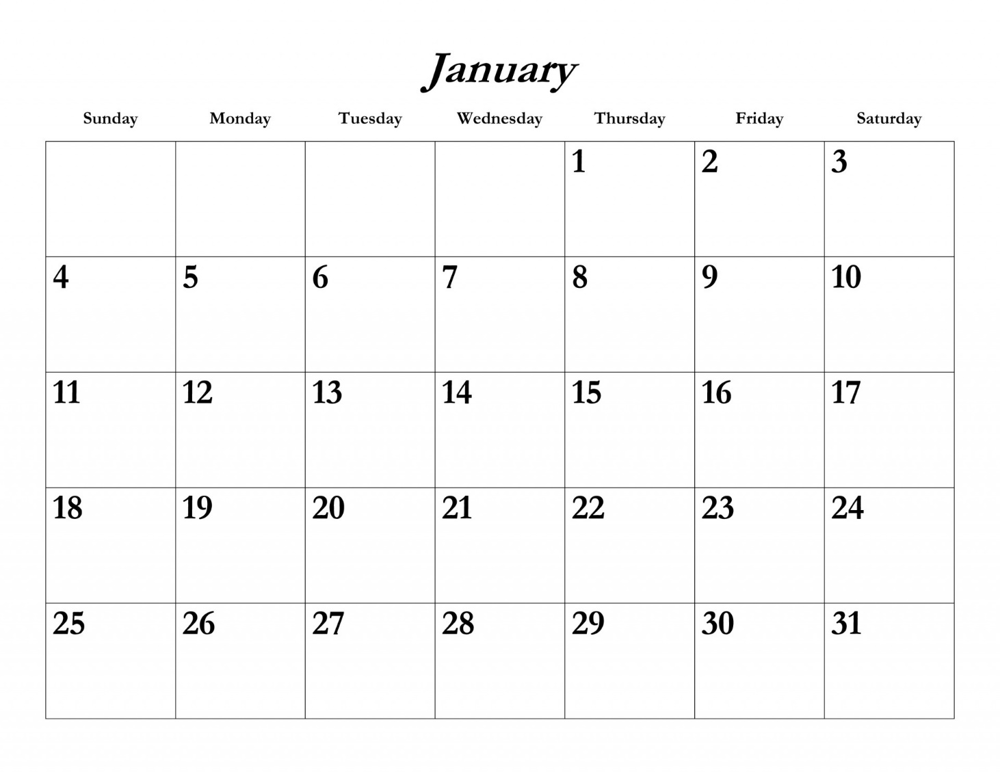 January
Sunday Monday Tuesday Wednesday Thursday Friday Saturday
1 2 3
4 5 6 7 8 9 10
11 12 13 14 15 16 17
18 19 20 21 22 23 24
25 26 27 28 29 30 31